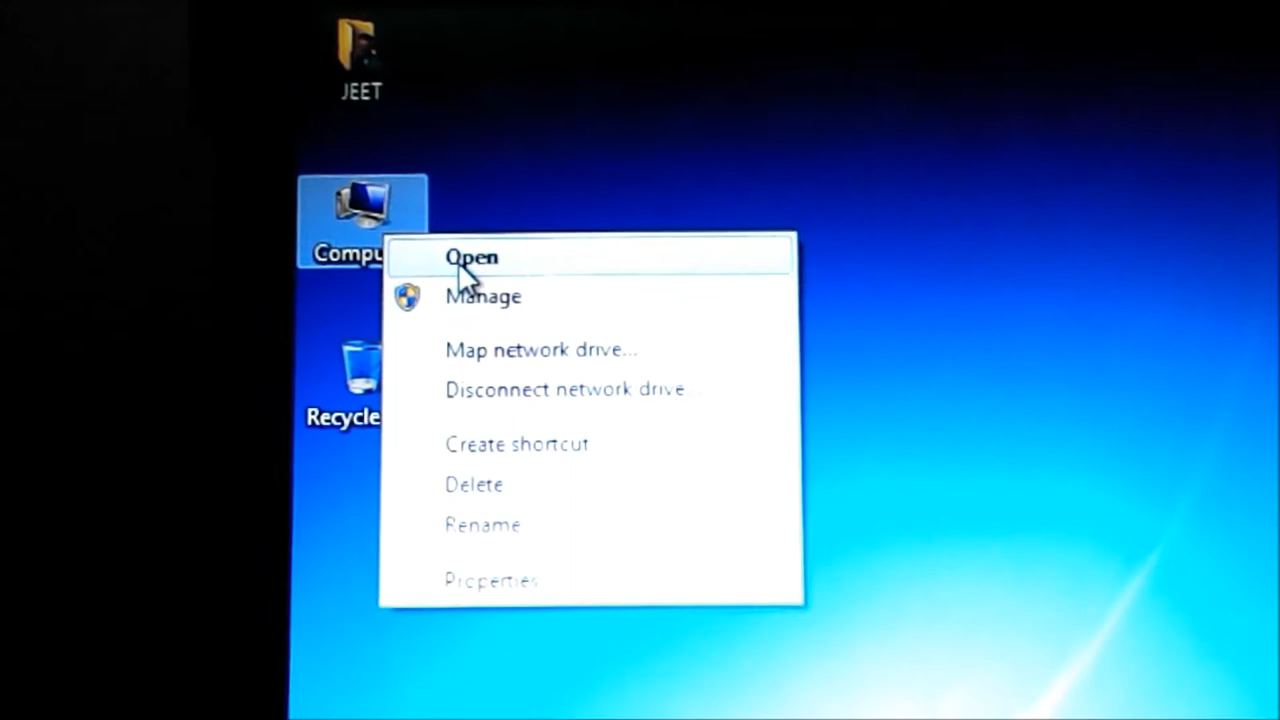 JEET
Compu
Open
Manage
Map network drive...
Disconnect network drive...
Recycle
Create shortcut
Delete
Rename
Properties